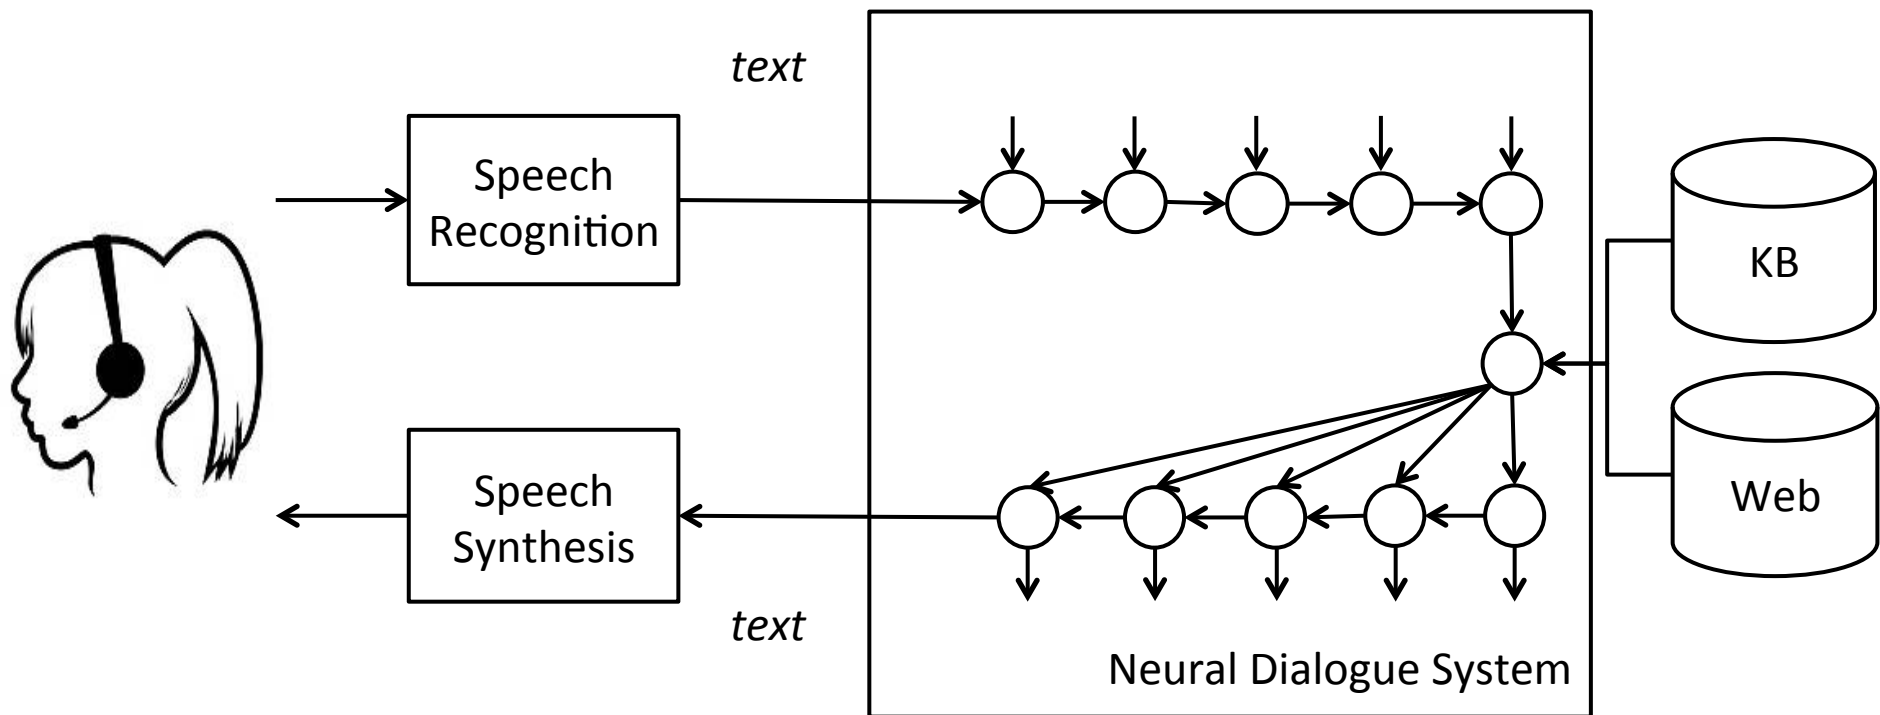 text
Speech
Recognition
KB
Speech
Synthesis
Web
text
Neural Dialogue System